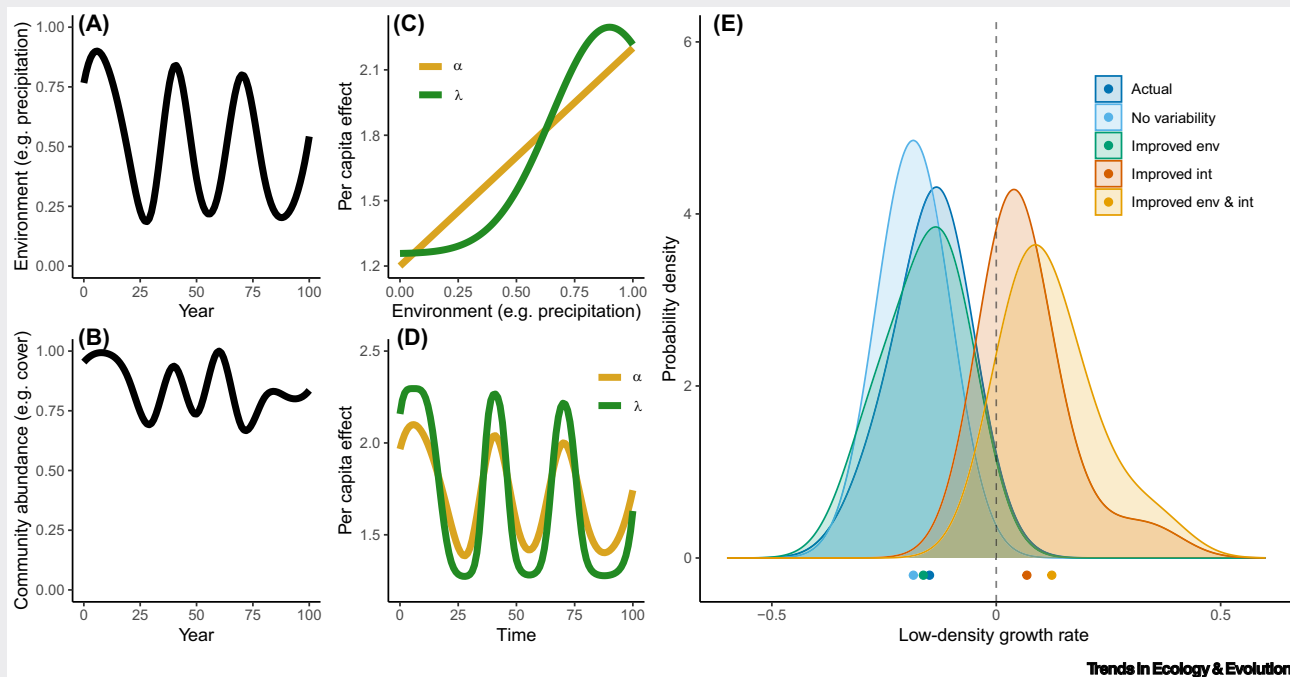 (A)
Environment (e.g. precipitation)
1.00
0.75
0.50
0.25
0.00
0
25
50
75
100
Year
(B)
Community abundance (e.g. cover)
1.00
0.75
0.50
0.25
0.00
0
25
50
75
100
Year
(C)
Per capita effect
2.1
1.8
1.5
1.2
α
λ
0.00
0.25
0.50
0.75
1.00
Environment (e.g. precipitation)
(D)
Per capita effect
2.5
2.0
1.5
α
λ
0
25
50
75
100
Time
(E)
Probability density
6
4
2
0
Actual
No variability
Improved env
Improved int
Improved env & int
−0.5
0
0.5
Low-density growth rate
Trends in Ecology & Evolution